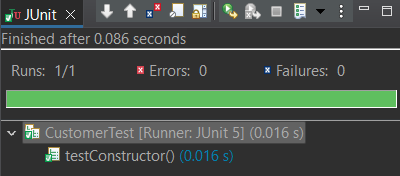 JUnit
Finished after 0.086 seconds
Runs: 1/1 Errors: 0 Failures: 0
CustomerTest [Runner: JUnit 5] (0.016 s)
testConstructor() (0.016 s)